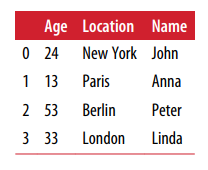 Age Location Name
0 24 New York John
1 13 Paris Anna
2 53 Berlin Peter
3 33 London Linda